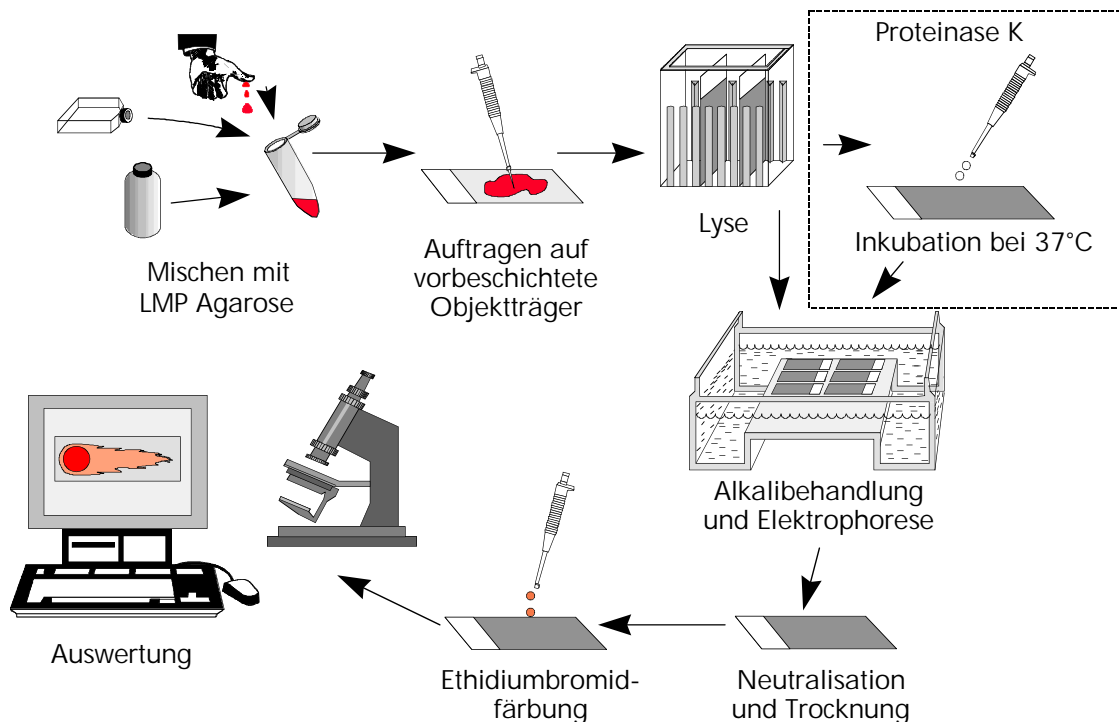 Proteinase K
Inkubation bei 37°C
Lyse
Auftragen auf
vorbeschichtete
Objektträger
Mischen mit
LMP Agarose
Alkalibehandlung
und Elektrophorese
Neutralisation
und Trocknung
Ethidiumbromid-
färbung
Auswertung